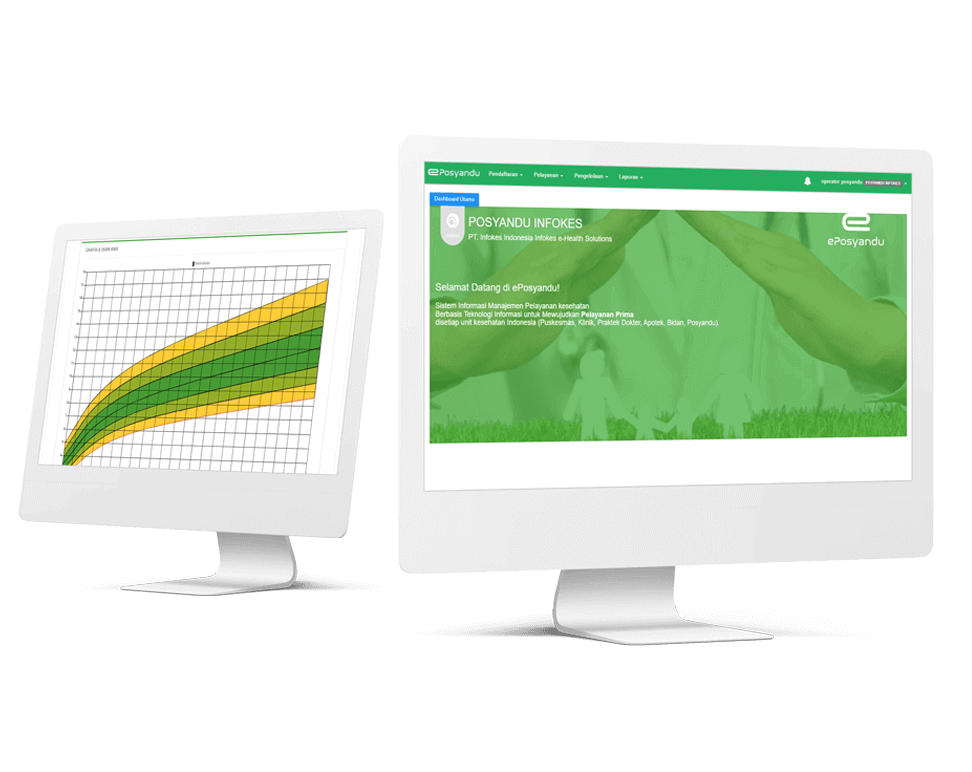 GRAFIK & SKAN KMS
ePosyandu
Pendaftaran
Pelayanan
Pengelolaan
Laporan
operator posyandu
POSYANDU INFOKES
Dashboard Utama
POSYANDU INFOKES
PT. Infokes Indonesia Infokes e-Health Solutions
ePosyandu
Selamat Datang di ePosyandu!
Sistem Informasi Manajemen Pelayanan kesehatan
Berbasis Teknologi Informasi untuk Mewujudkan Pelayanan Prima
disetiap unit kesehatan Indonesia (Puskesmas, Klinik, Praktek Dokter, Apotek, Bidan, Posyandu).